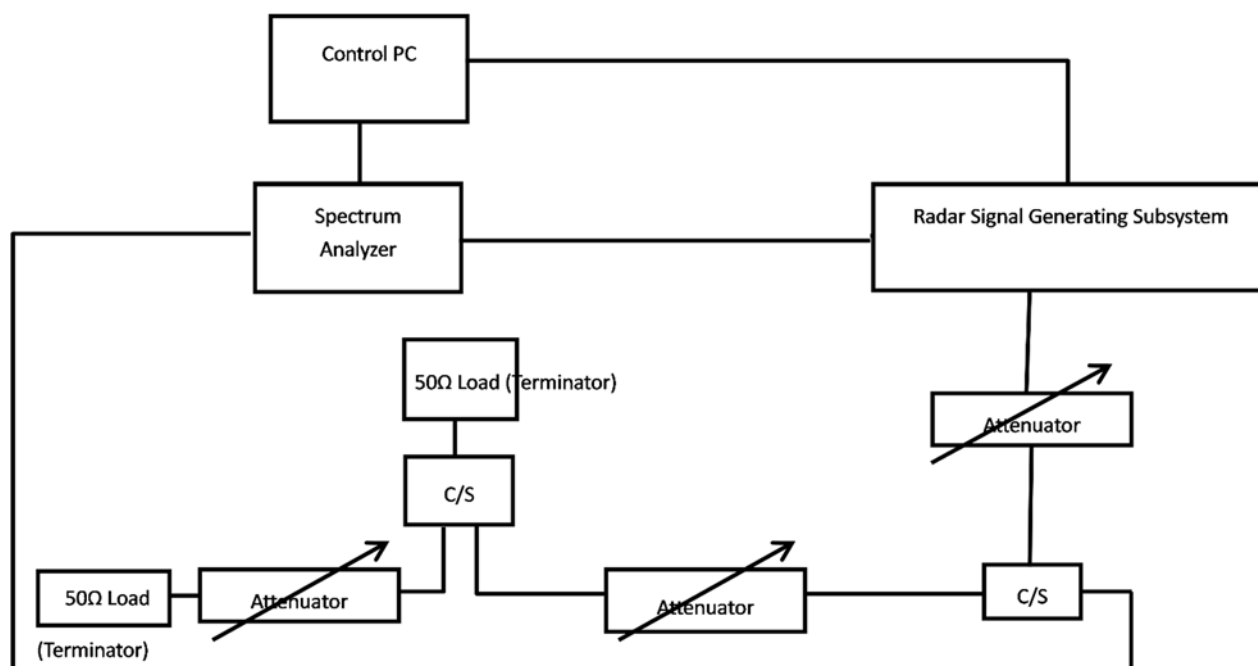 Control PC
Spectrum
Analyzer
Radar Signal Generating Subsystem
50Ω Load (Terminator)
Attenuator
C/S
50Ω Load
(Terminator)
Attenuator
Attenuator
C/S